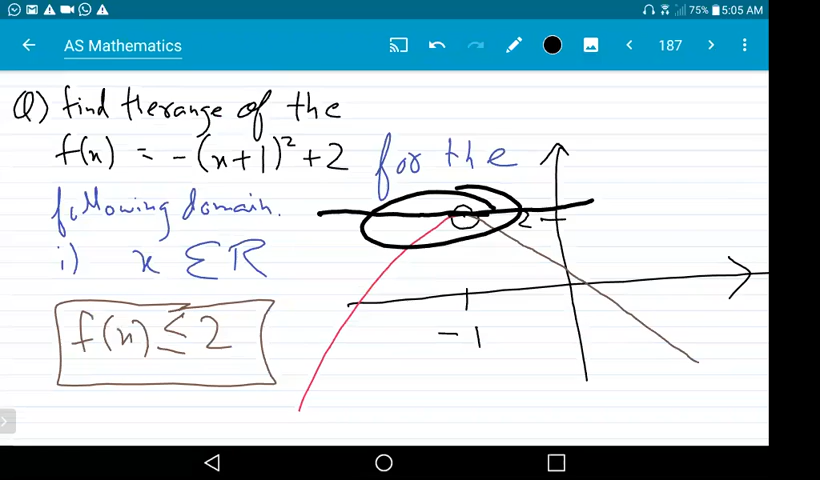 75% 5:05 AM
AS Mathematics
187
Q) find the range of the
f(x) = -(x+1)² + 2 for the
following domain.
i) x ∑ R
f(x) ≤ 2
2
-1